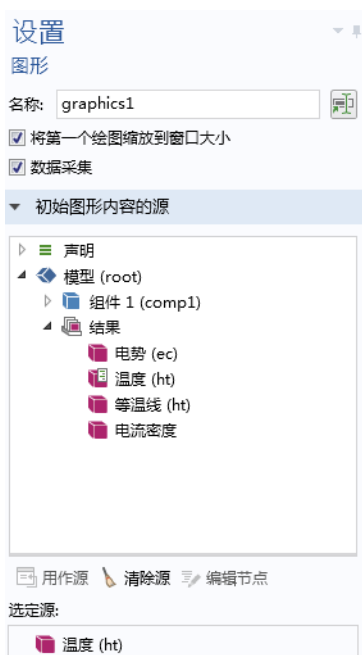 设置
图形
名称: graphics1
将第一个绘图缩放到窗口大小
数据采集
初始图形内容的源
声明
模型 (root)
组件 1 (comp1)
结果
电势 (ec)
温度 (ht)
等温线 (ht)
电流密度
用作源 清除源 编辑节点
选定源:
温度 (ht)